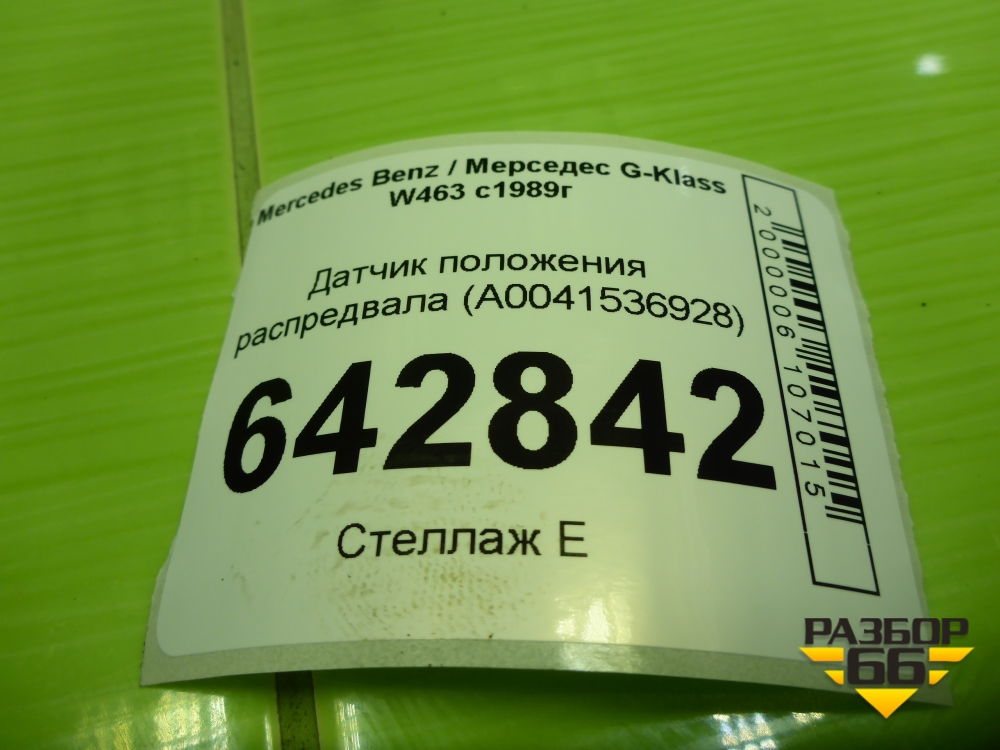 Mercedes Benz / Мерседес G-Klass
W463 с1989г
Датчик положения
распредвала (A0041536928)
642842
Стеллаж Е
2000006107015
РАЗБОР
66